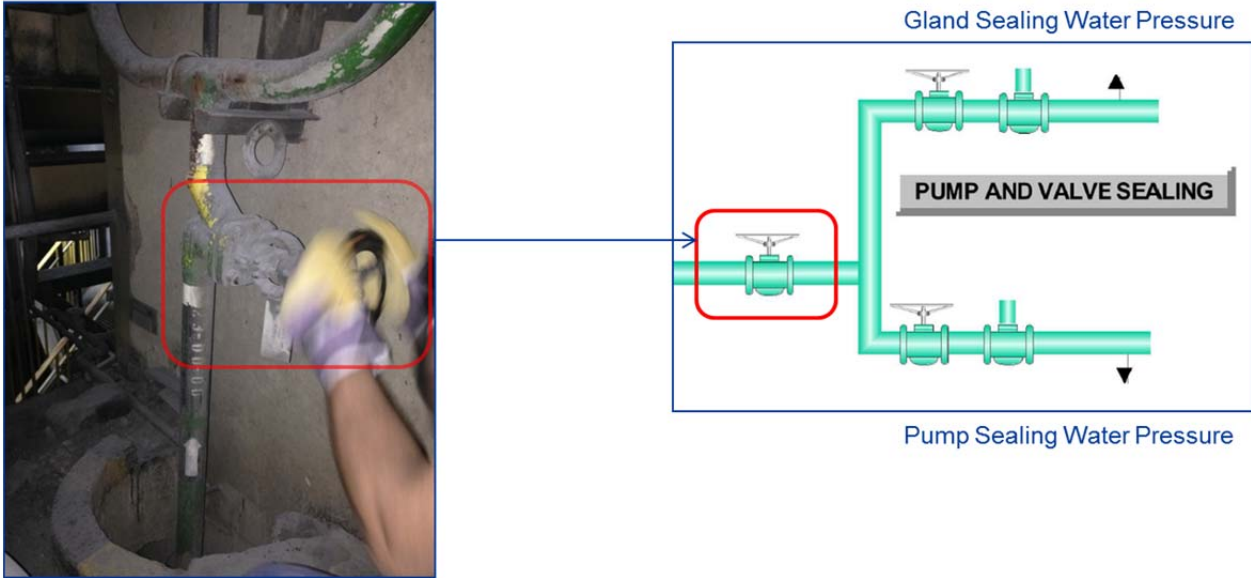 Gland Sealing Water Pressure
PUMP AND VALVE SEALING
Pump Sealing Water Pressure